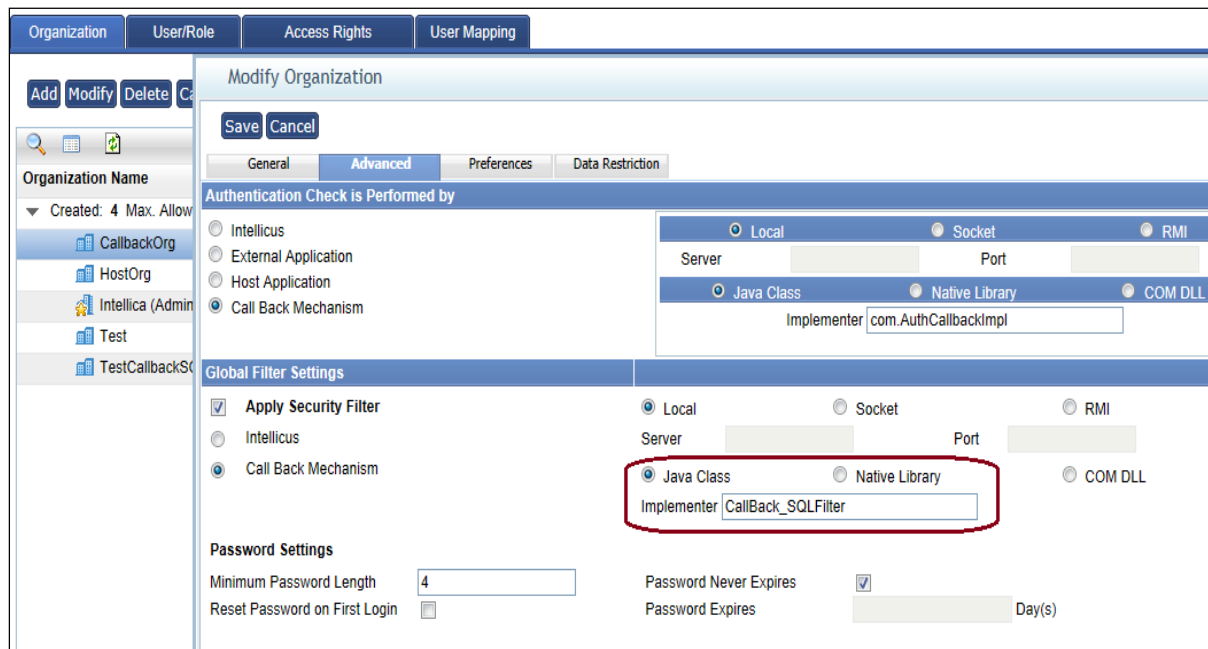 Organization User/Role Access Rights User Mapping
Modify Organization
Add Modify Delete
Save Cancel
General Advanced Preferences Data Restriction
Organization Name
Authentication Check is Performed by
Created: 4 Max. Allow
Intellicus
Local Socket RMI
CallbackOrg
External Application
Server Port
HostOrg
Host Application
Java Class Native Library COM DLL
Intellica (Admin
Call Back Mechanism
Implementer com.AuthCallbackImpl
Test
TestCallbackSQ
Global Filter Settings
Apply Security Filter
Local Socket RMI
Intellicus
Server Port
Call Back Mechanism
Java Class Native Library COM DLL
Implementer CallBack_SQLFilter
Password Settings
Minimum Password Length 4 Password Never Expires
Reset Password on First Login Password Expires Day(s)